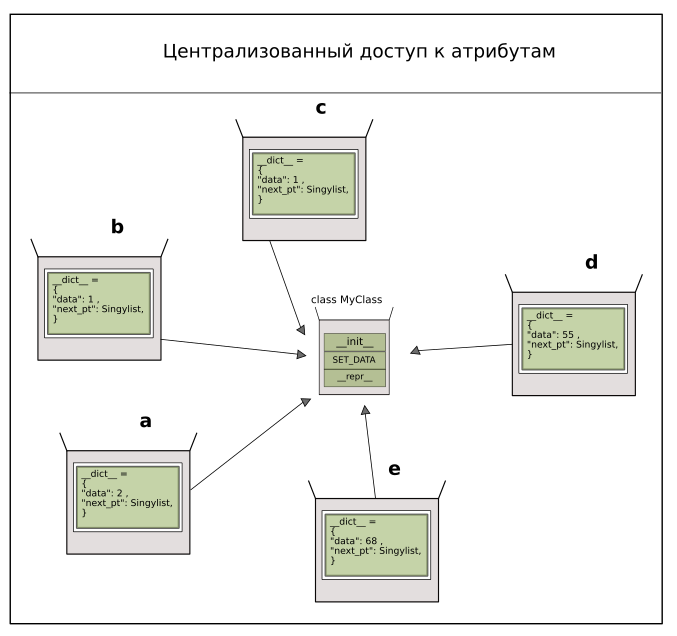 Централизованный доступ к атрибутам
c
__dict__ =
{
"data": 1 ,
"next_pt": Singylist,
}
b
__dict__ =
{
"data": 1 ,
"next_pt": Singylist,
}
d
__dict__ =
{
"data": 55 ,
"next_pt": Singylist,
}
class MyClass
__init__
SET_DATA
__repr__
a
__dict__ =
{
"data": 2 ,
"next_pt": Singylist,
}
e
__dict__ =
{
"data": 68 ,
"next_pt": Singylist,
}